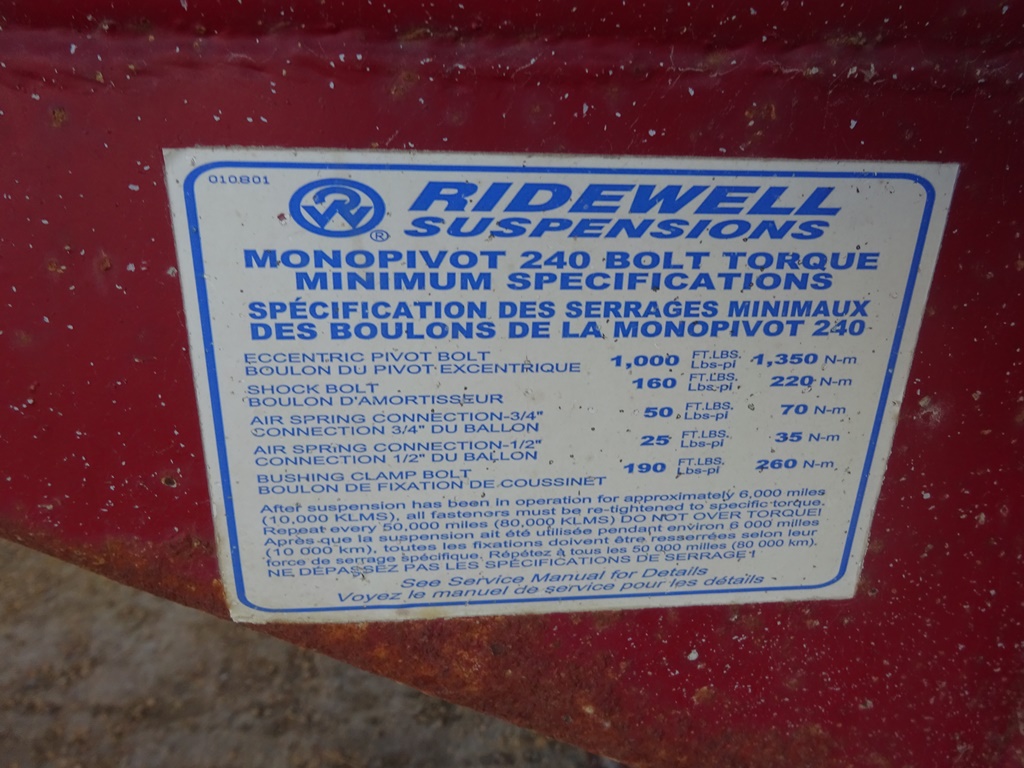 010801
RW
®
RIDEWELL
SUSPENSIONS
MONOPIVOT 240 BOLT TORQUE
MINIMUM SPECIFICATIONS
SPÉCIFICATION DES SERRAGES MINIMAUX
DES BOULONS DE LA MONOPIVOT 240
ECCENTRIC PIVOT BOLT 1,000 FT.LBS. 1,350 N-m
BOULON DU PIVOT EXCENTRIQUE Lbs-pi
SHOCK BOLT 160 FT.LBS. 220 N-m
BOULON D'AMORTISSEUR Lbs-pi
AIR SPRING CONNECTION-3/4" 50 FT.LBS. 70 N-m
CONNECTION 3/4" DU BALLON Lbs-pi
AIR SPRING CONNECTION-1/2" 25 FT.LBS. 35 N-m
CONNECTION 1/2" DU BALLON Lbs-pi
BUSHING CLAMP BOLT 190 FT.LBS. 260 N-m
BOULON DE FIXATION DE COUSSINET Lbs-pi
After suspension has been in operation for approximately 6,000 miles
(10,000 KLMS), all fasteners must be re-tightened to specific torque.
Repeat every 50,000 miles (80,000 KLMS) DO NOT OVER TORQUE!
Après que la suspension ait été utilisée pendant environ 6 000 milles
(10 000 km), toutes les fixations doivent être resserrées selon leur
force de serrage spécifique. Répétez à tous les 50 000 milles (80 000 km).
NE DÉPASSEZ PAS LES SPÉCIFICATIONS DE SERRAGE!
See Service Manual for Details
Voyez le manuel de service pour les détails